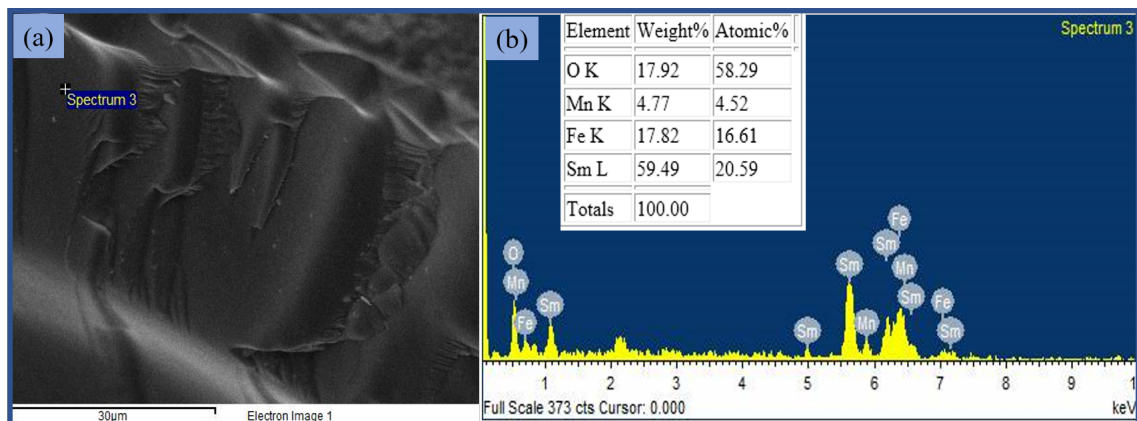 (a)
Spectrum 3
30µm
Electron Image 1
(b)
Element Weight% Atomic%
O K 17.92 58.29
Mn K 4.77 4.52
Fe K 17.82 16.61
Sm L 59.49 20.59
Totals 100.00
Spectrum 3
O
Mn
Fe
Sm
Sm
Sm
Mn
Sm
Fe
Mn
Sm
Fe
Sm
1 2 3 4 5 6 7 8 9 1
Full Scale 373 cts Cursor: 0.000
keV